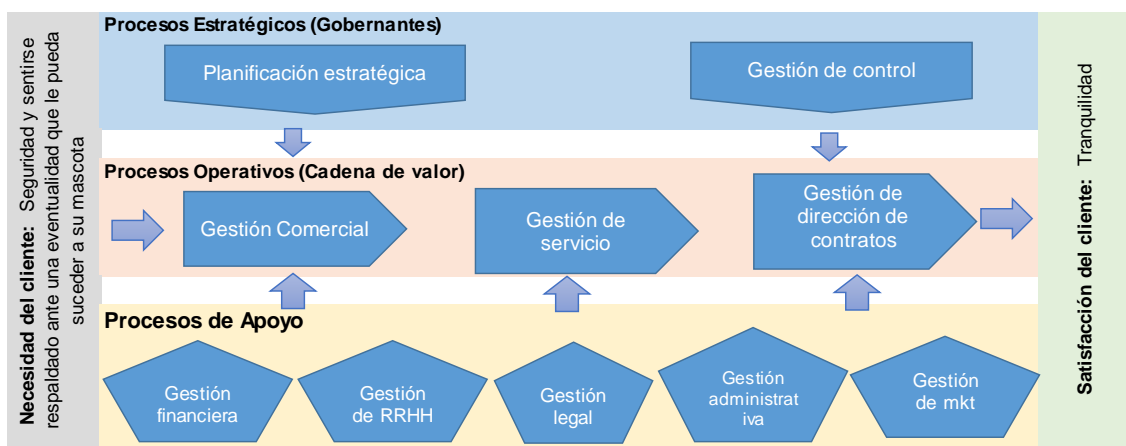 Necesidad del cliente: Seguridad y sentirse
respaldado ante una eventualidad que le pueda
suceder a su mascota
Procesos Estratégicos (Gobernantes)
Planificación estratégica
Gestión de control
Procesos Operativos (Cadena de valor)
Gestión Comercial
Gestión de
servicio
Gestión de
dirección de
contratos
Procesos de Apoyo
Gestión
financiera
Gestión
de RRHH
Gestión
legal
Gestión
administrat
iva
Gestión
de mkt
Satisfacción del cliente: Tranquilidad